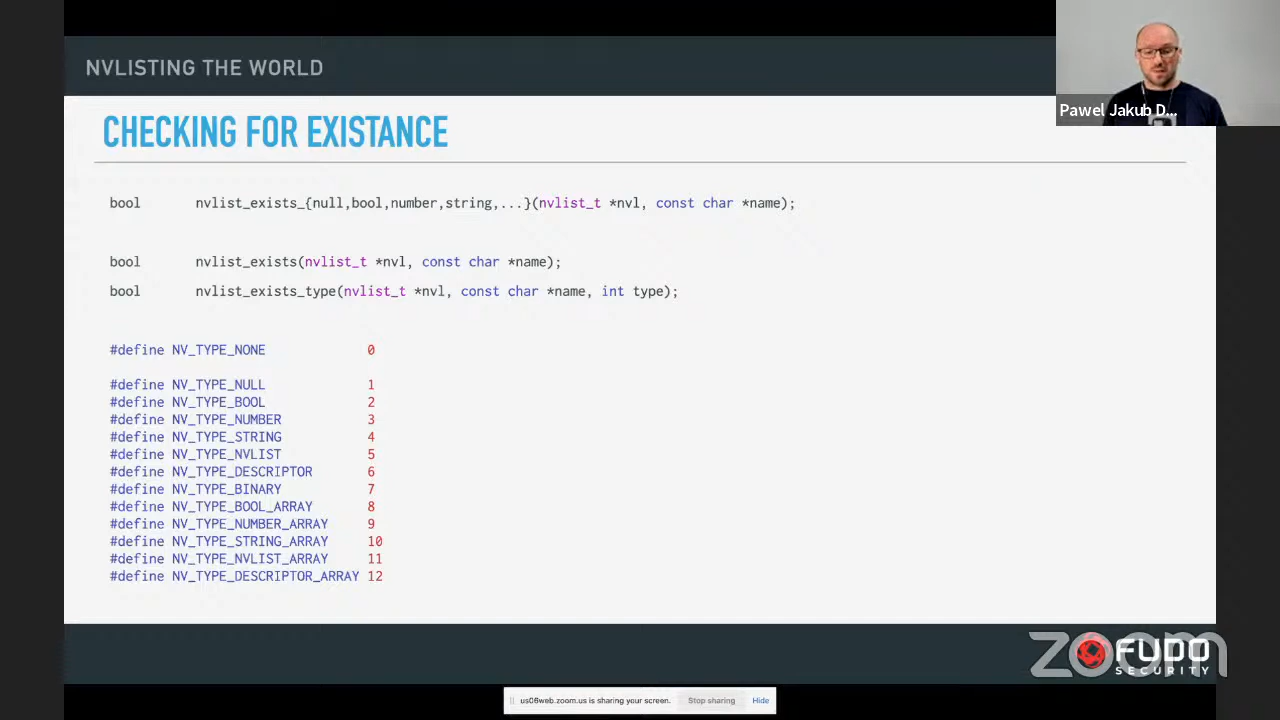 NVLISTING THE WORLD
Pawel Jakub D...
CHECKING FOR EXISTANCE
bool nvlist_exists_{null,bool,number,string,...}(nvlist_t *nvl, const char *name);
bool nvlist_exists(nvlist_t *nvl, const char *name);
bool nvlist_exists_type(nvlist_t *nvl, const char *name, int type);
#define NV_TYPE_NONE 0
#define NV_TYPE_NULL 1
#define NV_TYPE_BOOL 2
#define NV_TYPE_NUMBER 3
#define NV_TYPE_STRING 4
#define NV_TYPE_NVLIST 5
#define NV_TYPE_DESCRIPTOR 6
#define NV_TYPE_BINARY 7
#define NV_TYPE_BOOL_ARRAY 8
#define NV_TYPE_NUMBER_ARRAY 9
#define NV_TYPE_STRING_ARRAY 10
#define NV_TYPE_NVLIST_ARRAY 11
#define NV_TYPE_DESCRIPTOR_ARRAY 12
zoom
FUDO
SECURITY
us06web.zoom.us is sharing your screen. Stop sharing Hide